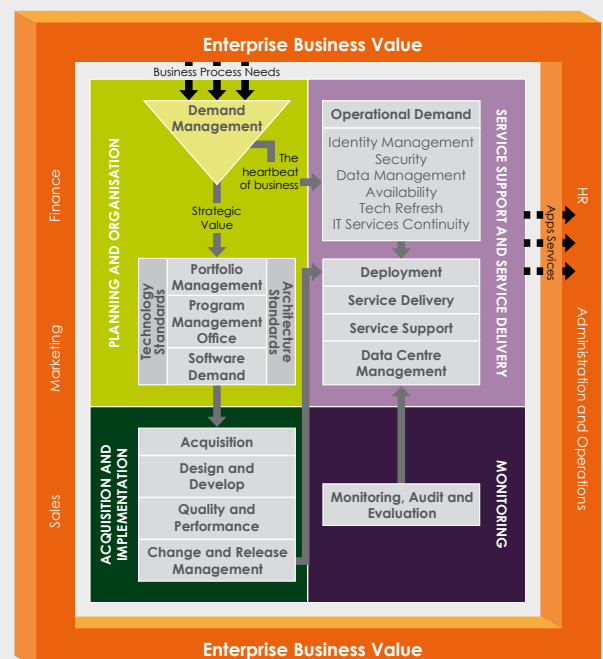 Enterprise Business Value
Business Process Needs
Finance
Marketing
Sales
PLANNING AND ORGANISATION
Demand
Management
The
heartbeat
of business
Strategic
Value
Technology
Standards
Portfolio
Management
Program
Management
Office
Software
Demand
Architecture
Standards
SERVICE SUPPORT AND SERVICE DELIVERY
Operational Demand
Identity Management
Security
Data Management
Availability
Tech Refresh
IT Services Continuity
Deployment
Service Delivery
Service Support
Data Centre
Management
Apps Services
HR
Administration and Operations
ACQUISITION AND
IMPLEMENTATION
Acquisition
Design and
Develop
Quality and
Performance
Change and Release
Management
MONITORING
Monitoring, Audit and
Evaluation
Enterprise Business Value